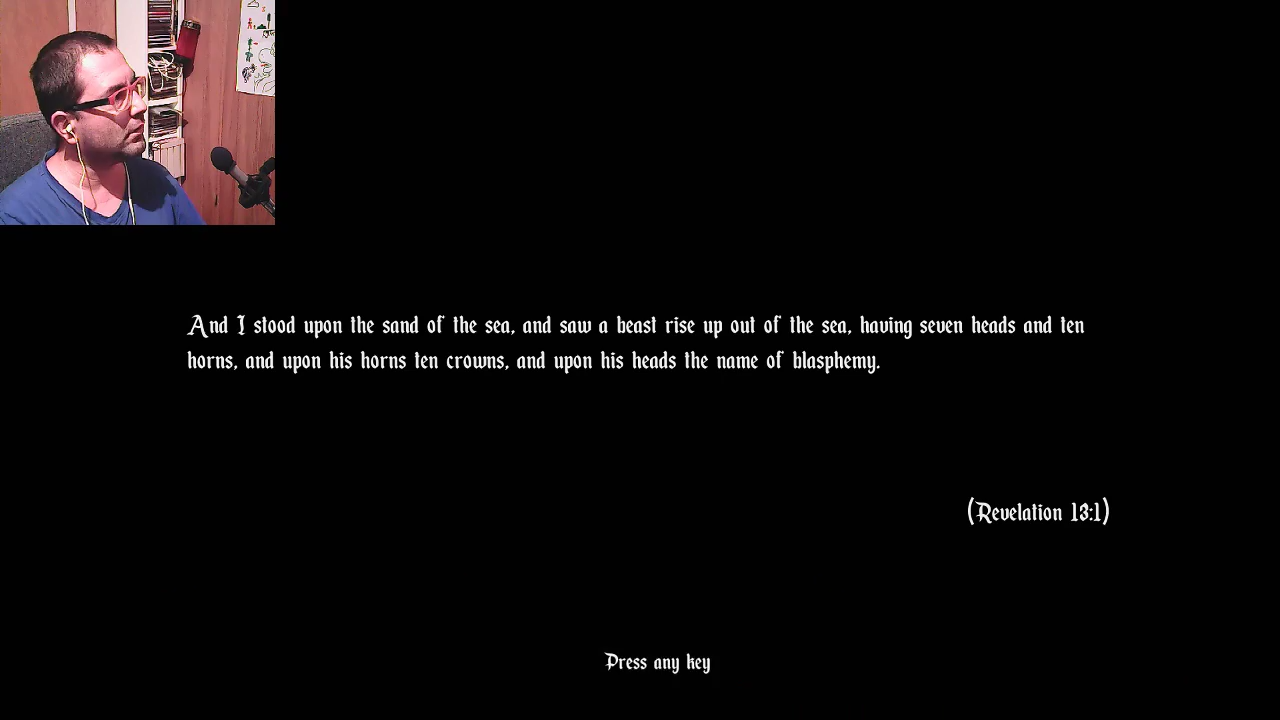 And I stood upon the sand of the sea, and saw a beast rise up out of the sea, having seven heads and ten
horns, and upon his horns ten crowns, and upon his heads the name of blasphemy.
(Revelation 13:1)
Press any key